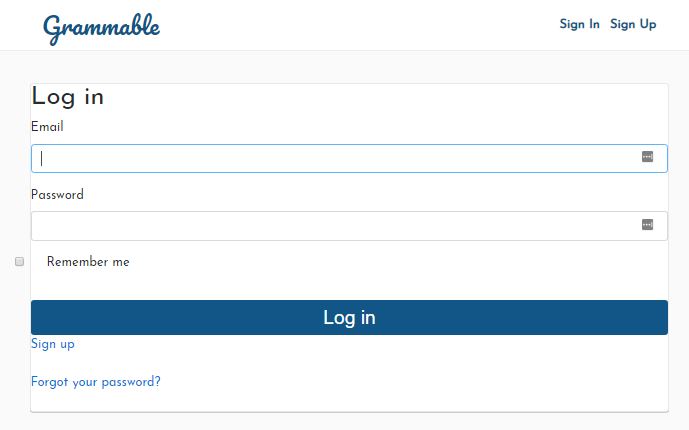 Grammable
Sign In Sign Up
Log in
Email
Password
Remember me
Log in
Sign up
Forgot your password?